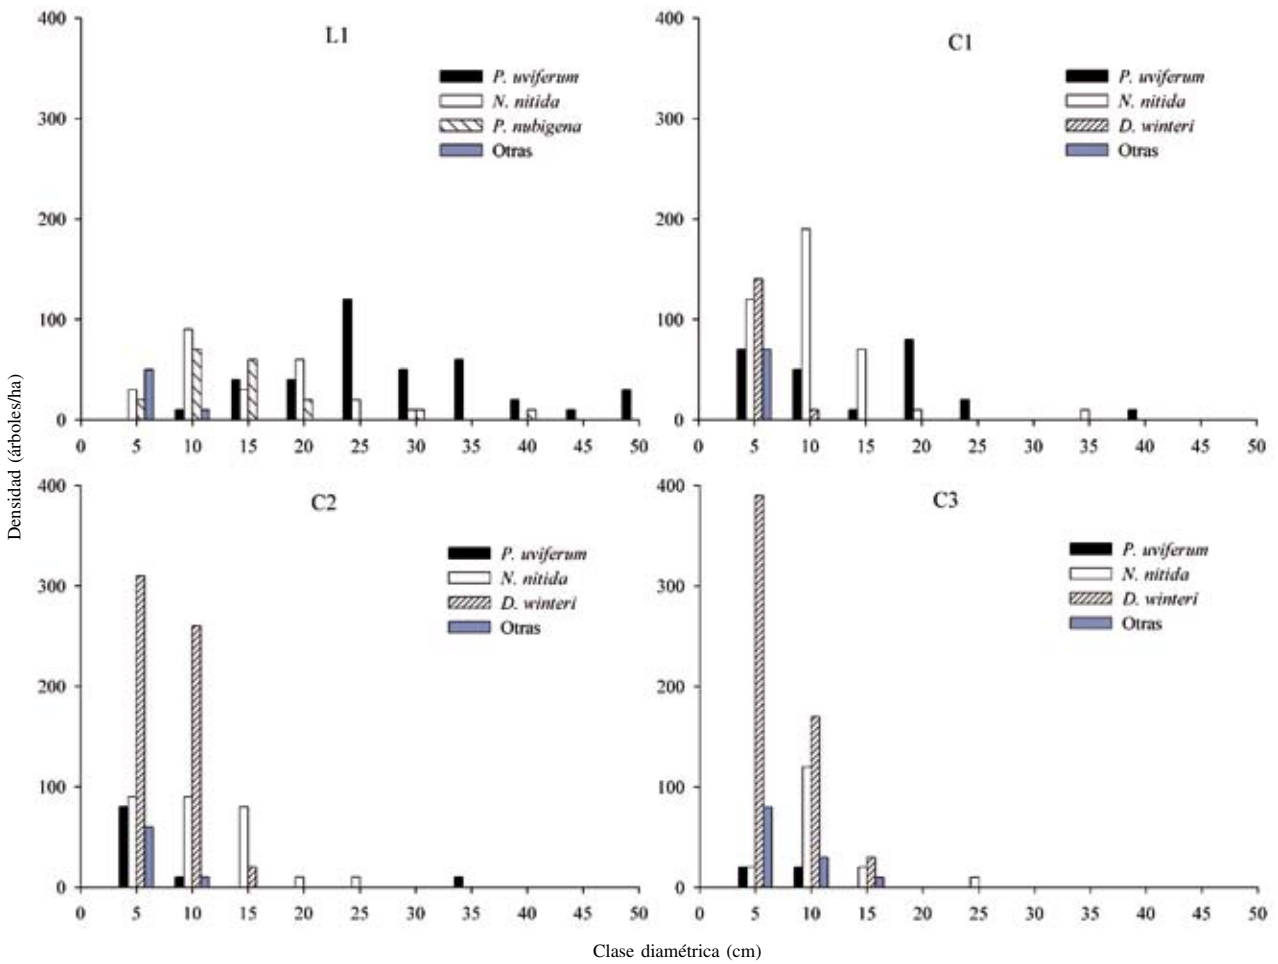 Densidad (árboles/ha)
L1
400
300
200
100
0
P. uviferum
N. nitida
P. nubigena
Otras
0 5 10 15 20 25 30 35 40 45 50
C1
400
300
200
100
0
P. uviferum
N. nitida
D. winteri
Otras
0 5 10 15 20 25 30 35 40 45 50
C2
400
300
200
100
0
P. uviferum
N. nitida
D. winteri
Otras
0 5 10 15 20 25 30 35 40 45 50
C3
400
300
200
100
0
P. uviferum
N. nitida
D. winteri
Otras
0 5 10 15 20 25 30 35 40 45 50
Clase diamétrica (cm)